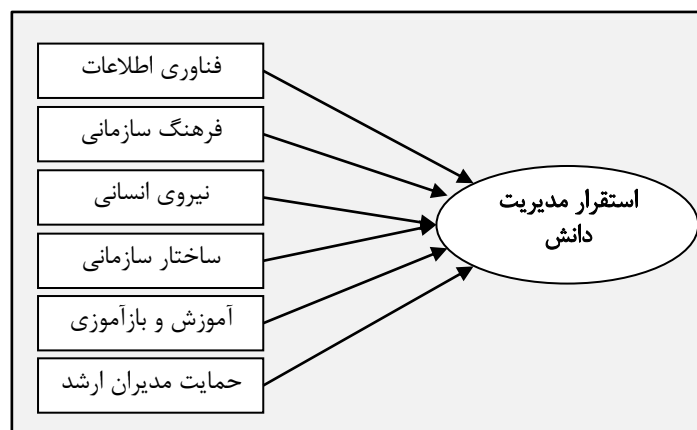 فناوری اطلاعات
فرهنگ سازمانی
نیروی انسانی
ساختار سازمانی
آموزش و بازآموزی
حمایت مدیران ارشد
استقرار مدیریت
دانش